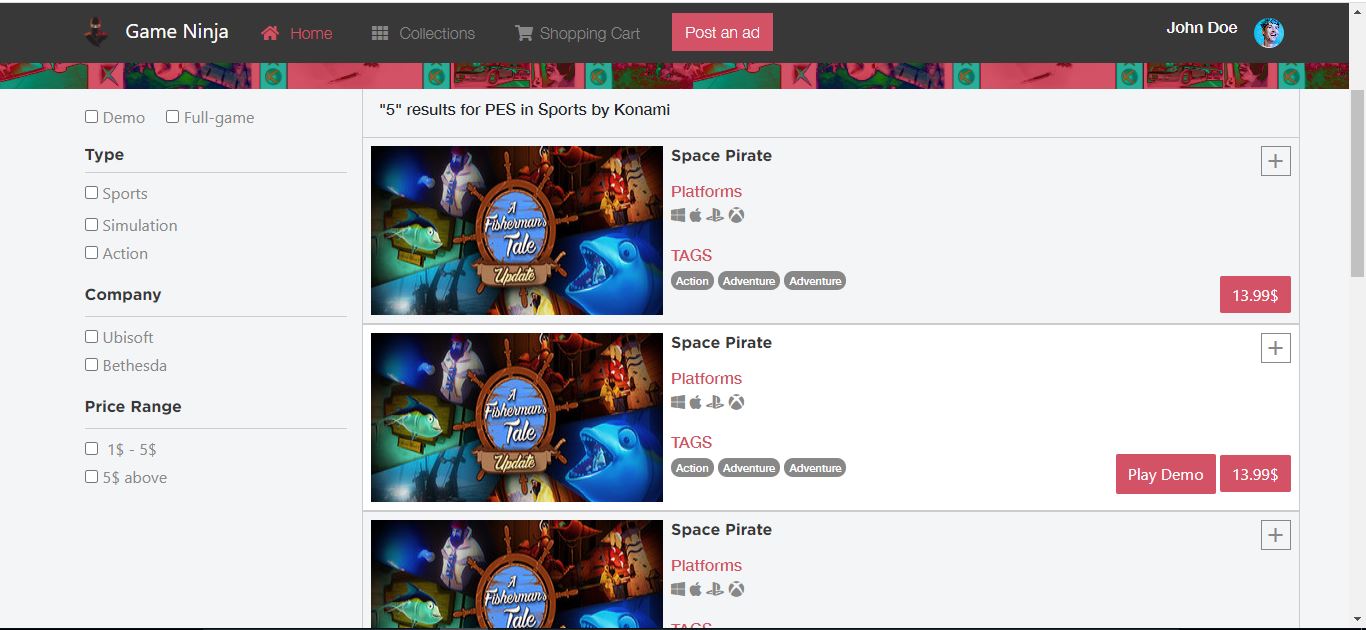 Game Ninja Home Collections Shopping Cart Post an ad John Doe
Demo Full-game
Type
Sports
Simulation
Action
Company
Ubisoft
Bethesda
Price Range
1$ - 5$
5$ above
"5" results for PES in Sports by Konami
A
Fisherman's
Tale
Update
Space Pirate
Platforms
TAGS
Action Adventure Adventure
13.99$
A
Fisherman's
Tale
Update
Space Pirate
Platforms
TAGS
Action Adventure Adventure
Play Demo 13.99$
A
Fisherman's
Tale
Space Pirate
Platforms
TAGS